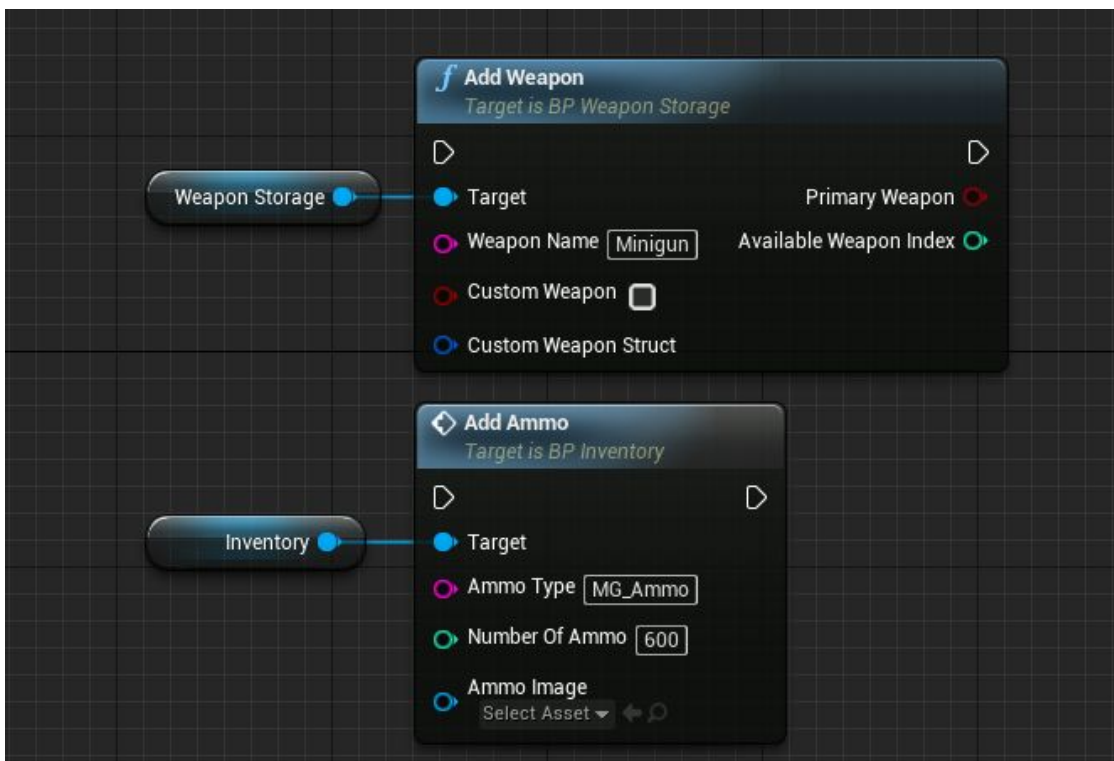 f Add Weapon
Target is BP Weapon Storage
Weapon Storage
Target
Primary Weapon
Weapon Name Minigun
Available Weapon Index
Custom Weapon
Custom Weapon Struct
Add Ammo
Target is BP Inventory
Inventory
Target
Ammo Type MG_Ammo
Number Of Ammo 600
Ammo Image
Select Asset